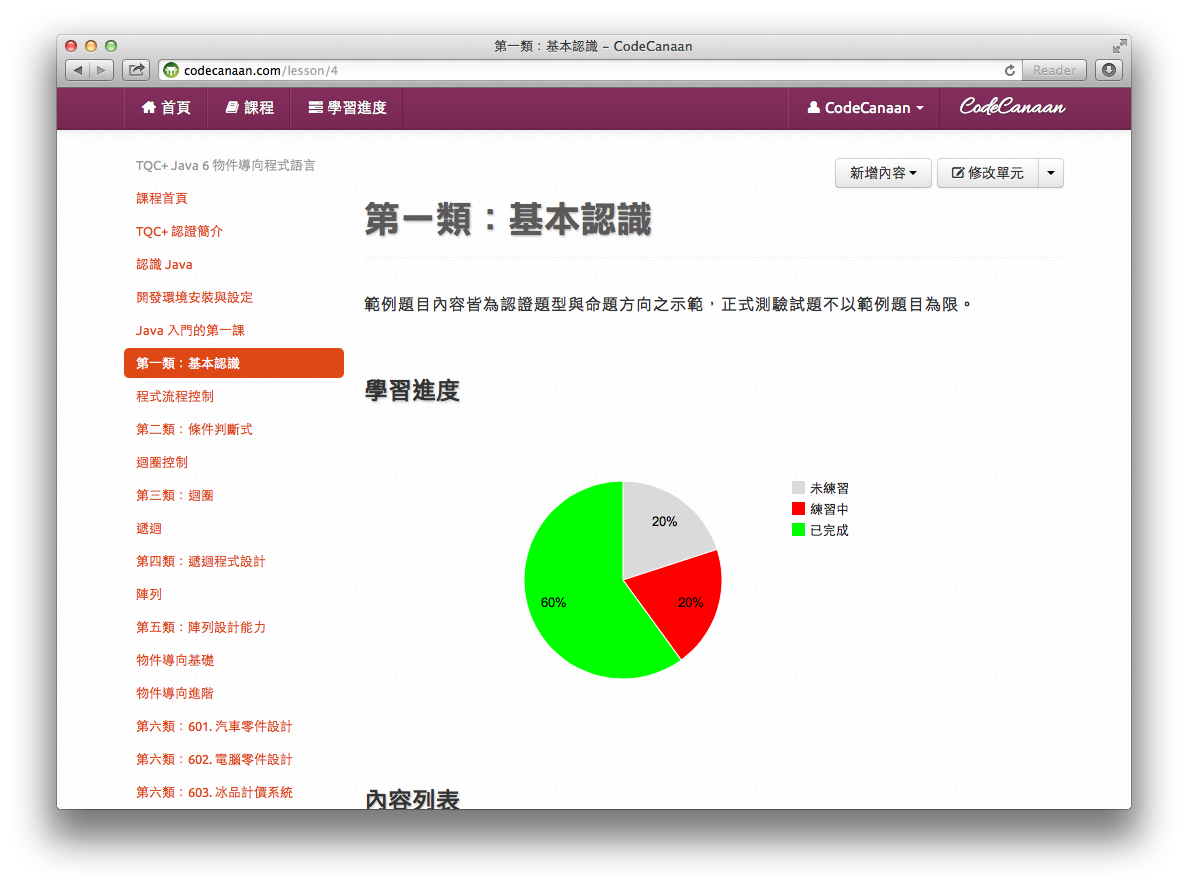 第一類：基本認識 – CodeCanaan
codecanaan.com/lesson/4
Reader
首頁
課程
學習進度
CodeCanaan
CodeCanaan
TQC+ Java 6 物件導向程式語言
課程首頁
TQC+ 認證簡介
認識 Java
開發環境安裝與設定
Java 入門的第一課
第一類：基本認識
程式流程控制
第二類：條件判斷式
迴圈控制
第三類：迴圈
遞迴
第四類：遞迴程式設計
陣列
第五類：陣列設計能力
物件導向基礎
物件導向進階
第六類：601. 汽車零件設計
第六類：602. 電腦零件設計
第六類：603. 冰品計價系統
新增內容
修改單元
第一類：基本認識
範例題目內容皆為認證題型與命題方向之示範，正式測驗試題不以範例題目為限。
學習進度
20%
20%
60%
未練習
練習中
已完成
內容列表